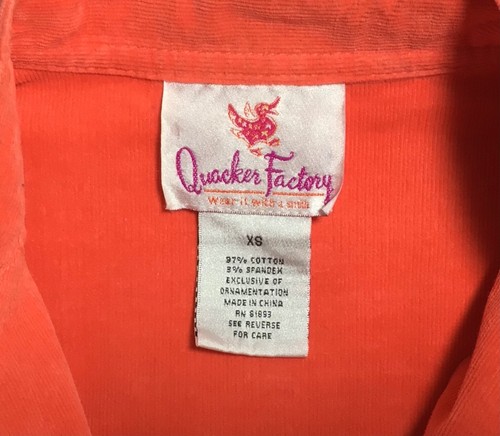 Quacker Factory
Wear it with a smile
XS
97% COTTON
3% SPANDEX
EXCLUSIVE OF
ORNAMENTATION
MADE IN CHINA
RN 81893
SEE REVERSE
FOR CARE